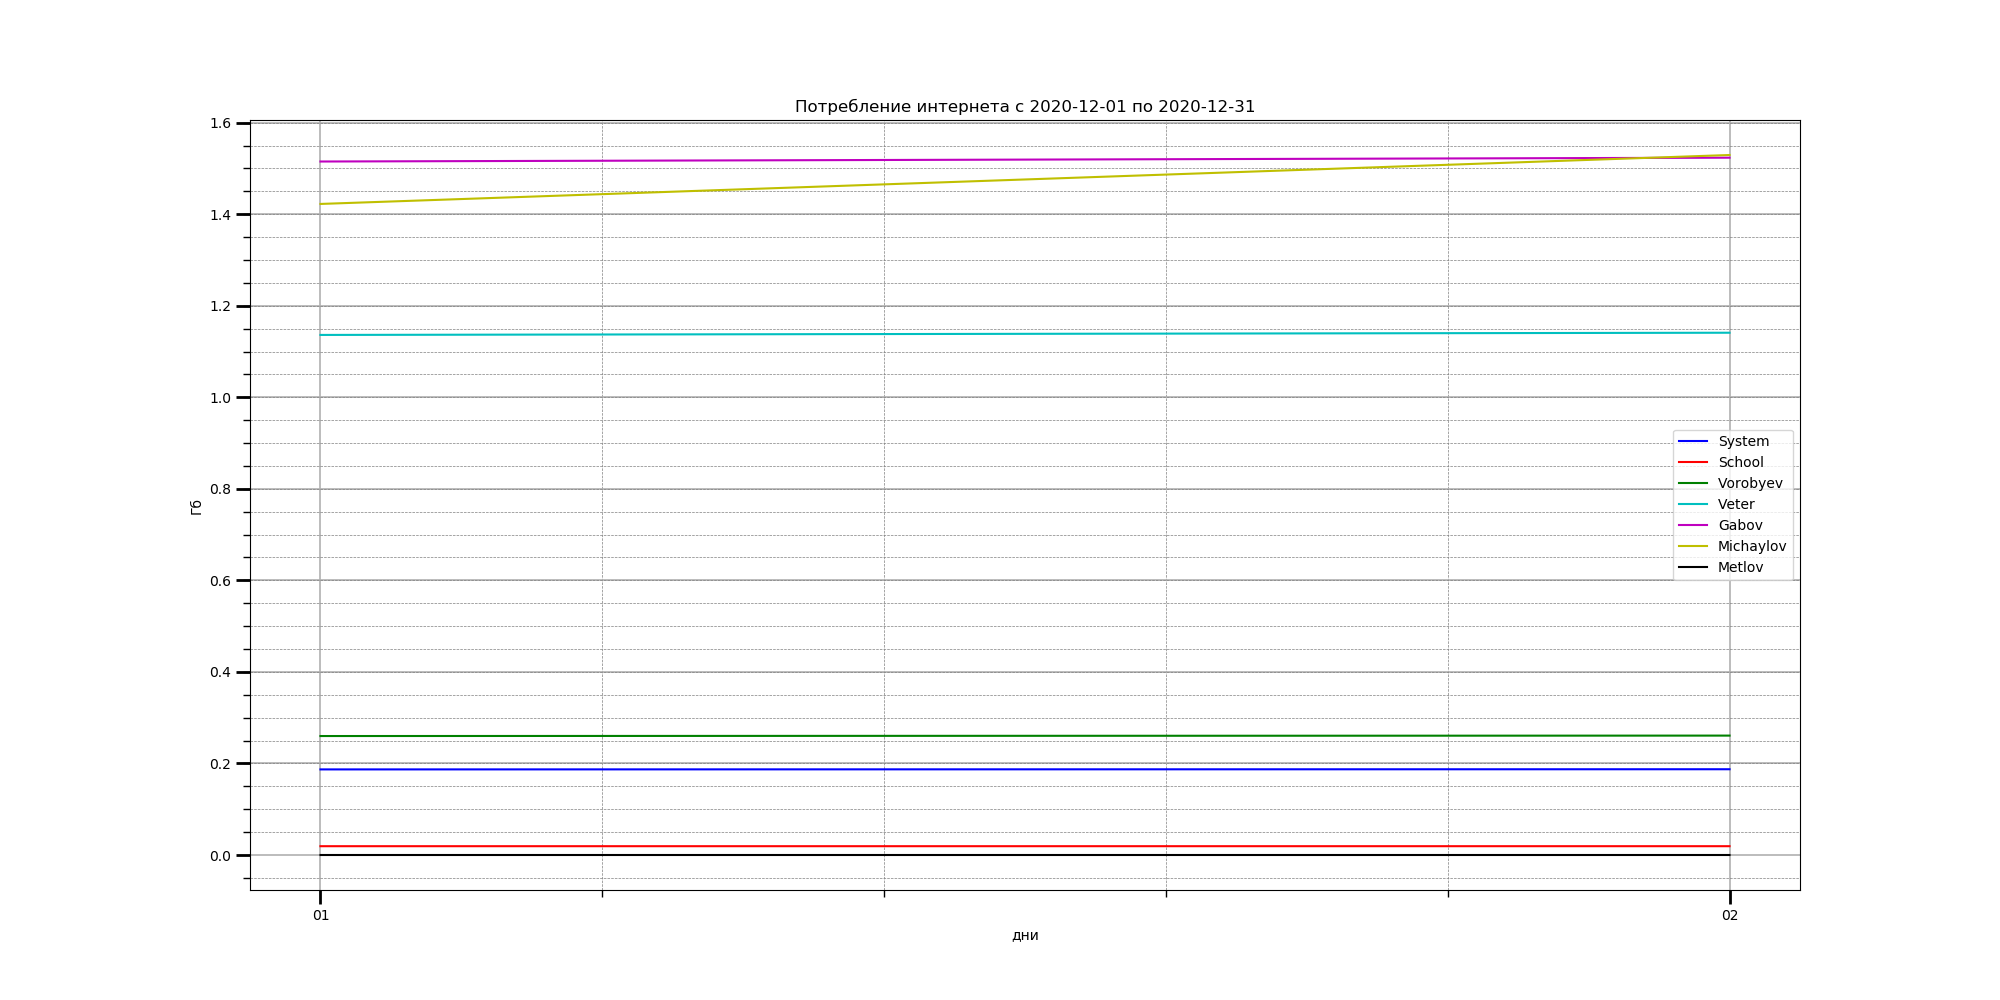 Потребление интернета с 2020-12-01 по 2020-12-31
1.6
1.4
1.2
1.0
0.8
0.6
0.4
0.2
0.0
Гб
System
School
Vorobyev
Veter
Gabov
Michaylov
Metlov
01
02
дни